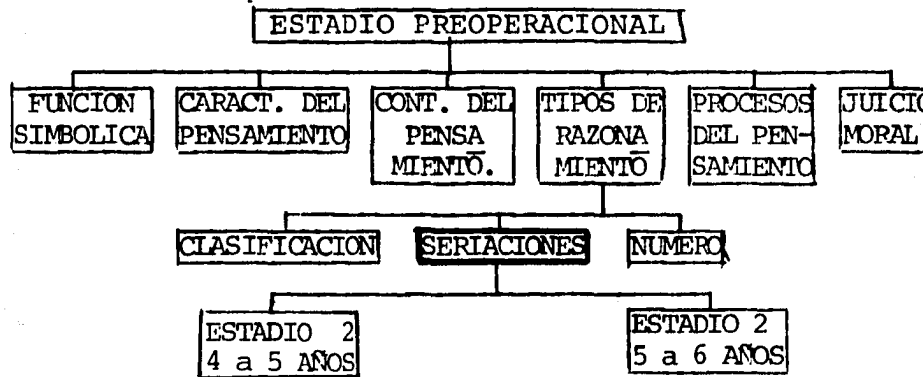 ESTADIO PREOPERACIONAL
FUNCION
SIMBOLICA
CARACT. DEL
PENSAMIENTO
CONT. DEL
PENSA
MIENTO.
TIPOS DE
RAZONA
MIENTO
PROCESOS
DEL PEN-
SAMIENTO
JUICIO
MORAL
CLASIFICACION
SERIACIONES
NUMERO
ESTADIO 2
4 a 5 AÑOS
ESTADIO 2
5 a 6 AÑOS